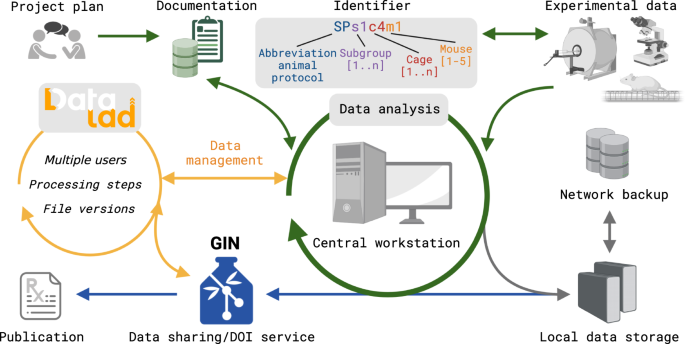 Project plan
Documentation
Identifier
Experimental data
SPs1c4m1
Abbreviation
animal
protocol
Subgroup
[1..n]
Cage
[1..n]
Mouse
[1-5]
DataLad
Data analysis
Multiple users
Processing steps
File versions
Data
management
Central workstation
Network backup
GIN
Rx
Publication
Data sharing/DOI service
Local data storage